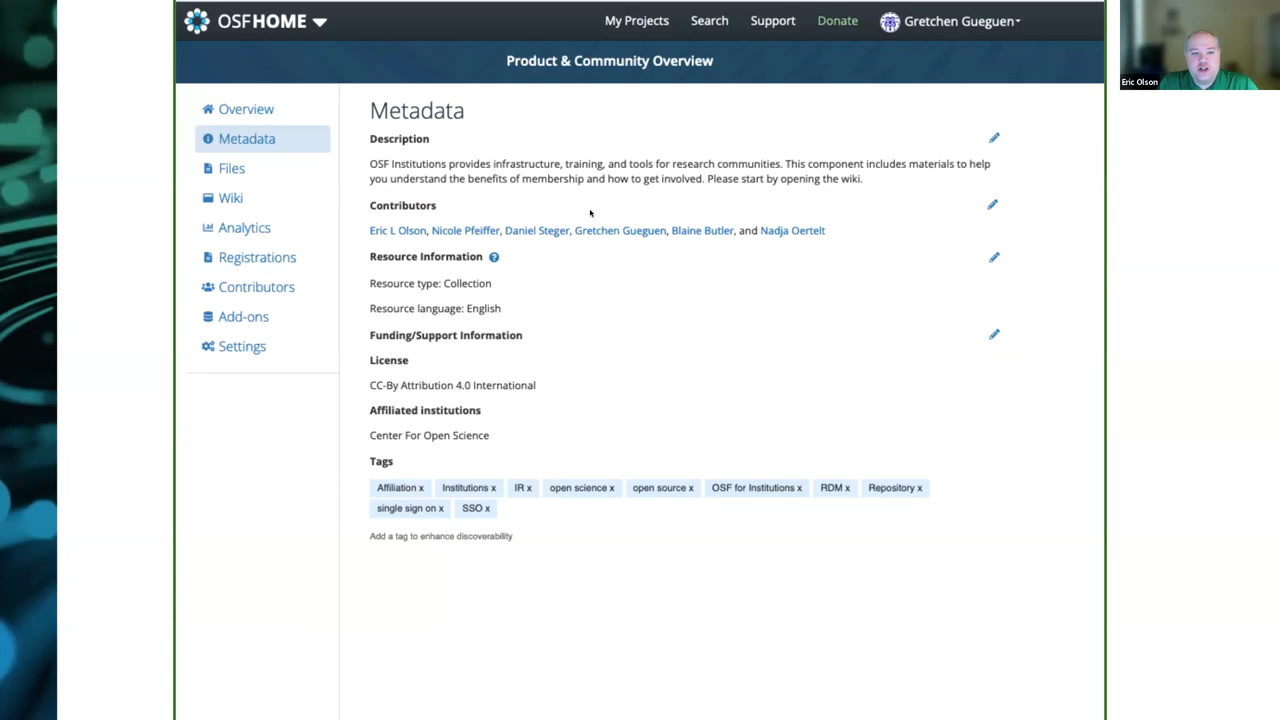 OSFHOME
My Projects
Search
Support
Donate
Gretchen Gueguen
Eric Olson
Product & Community Overview
Overview
Metadata
Files
Wiki
Analytics
Registrations
Contributors
Add-ons
Settings
Metadata
Description
OSF Institutions provides infrastructure, training, and tools for research communities. This component includes materials to help
you understand the benefits of membership and how to get involved. Please start by opening the wiki.
Contributors
Eric L Olson, Nicole Pfeiffer, Daniel Steger, Gretchen Gueguen, Blaine Butler, and Nadja Oertelt
Resource Information ?
Resource type: Collection
Resource language: English
Funding/Support Information
License
CC-By Attribution 4.0 International
Affiliated institutions
Center For Open Science
Tags
Affiliation x Institutions x IR x open science x open source x OSF for Institutions x RDM x Repository x
single sign on x SSO x
Add a tag to enhance discoverability